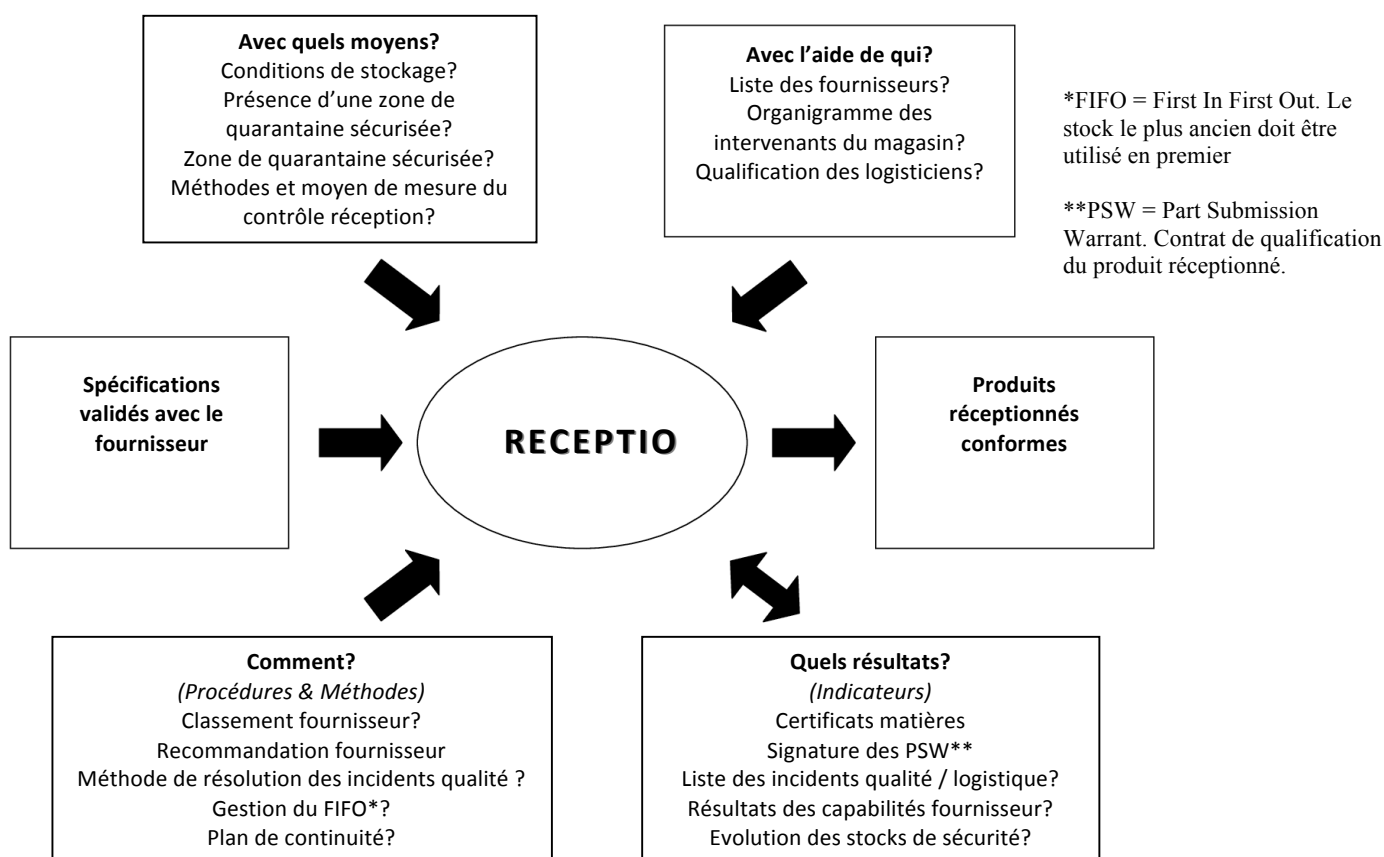 Avec quels moyens?
Conditions de stockage?
Présence d'une zone de
quarantaine sécurisée?
Zone de quarantaine sécurisée?
Méthodes et moyen de mesure du
contrôle réception?
Avec l'aide de qui?
Liste des fournisseurs?
Organigramme des
intervenants du magasin?
Qualification des logisticiens?
*FIFO = First In First Out. Le
stock le plus ancien doit être
utilisé en premier
**PSW = Part Submission
Warrant. Contrat de qualification
du produit réceptionné.
Spécifications
validés avec le
fournisseur
RECEPTIO
Produits
réceptionnés
conformes
Comment?
(Procédures & Méthodes)
Classement fournisseur?
Recommandation fournisseur
Méthode de résolution des incidents qualité ?
Gestion du FIFO*?
Plan de continuité?
Quels résultats?
(Indicateurs)
Certificats matières
Signature des PSW**
Liste des incidents qualité / logistique?
Résultats des capabilités fournisseur?
Evolution des stocks de sécurité?